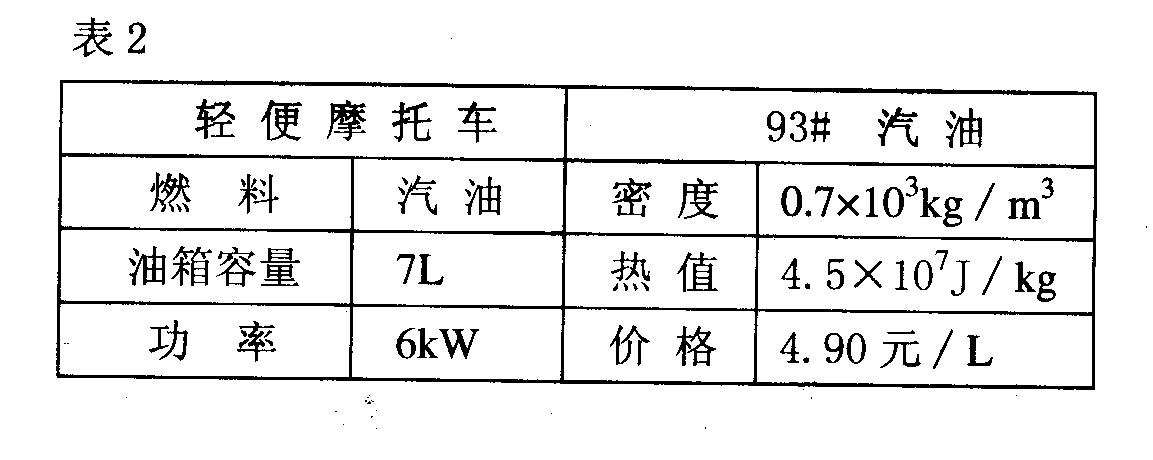 表 2
轻便摩托车 93# 汽油
燃料 汽油 密度 0.7×10³kg/m³
油箱容量 7L 热值 4.5×10⁷J/kg
功率 6kW 价格 4.90元/L